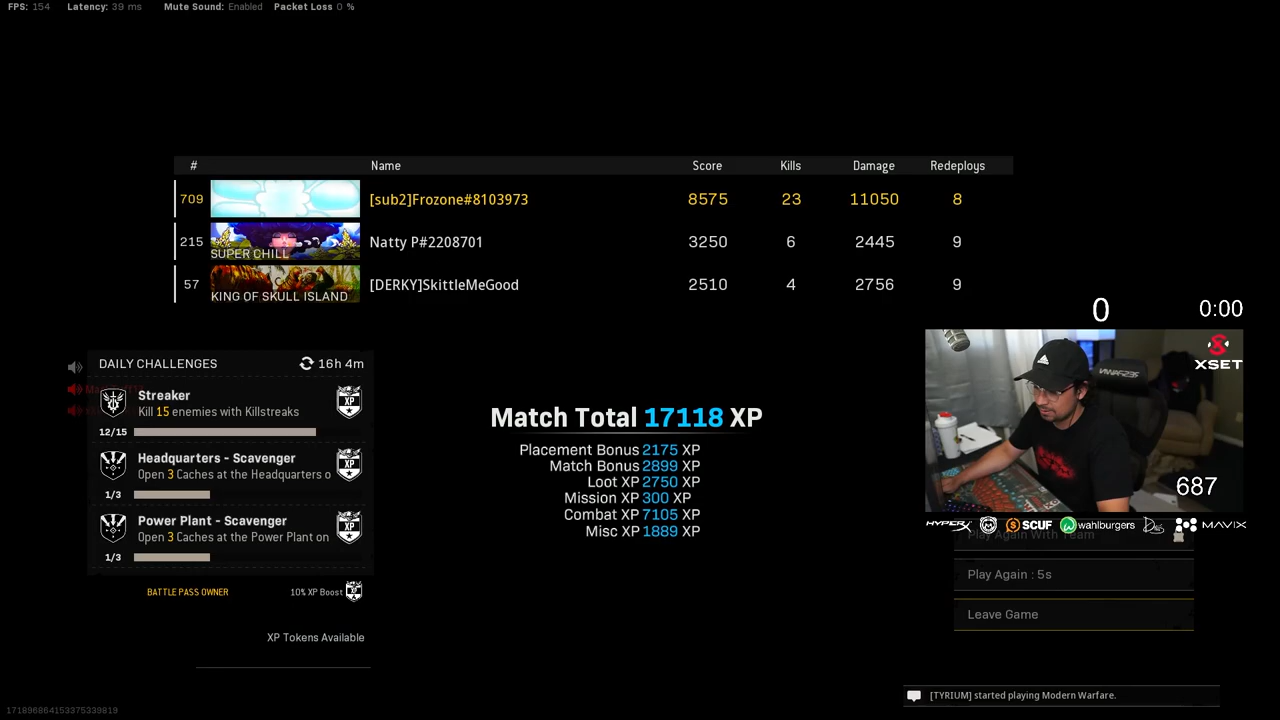 FPS: 154 Latency: 39 ms Mute Sound: Enabled Packet Loss 0 %
# Name Score Kills Damage Redeploys
709 [sub2]Frozone#8103973 8575 23 11050 8
215 SUPER CHILL Natty P#2208701 3250 6 2445 9
57 KING OF SKULL ISLAND [DERKY]SkittleMeGood 2510 4 2756 9
0 0:00
XSET
DAILY CHALLENGES 16h 4m
Streaker
Kill 15 enemies with Killstreaks
XP
12/15
Headquarters - Scavenger
Open 3 Caches at the Headquarters o
XP
1/3
Power Plant - Scavenger
Open 3 Caches at the Power Plant on
XP
1/3
BATTLE PASS OWNER 10% XP Boost
XP Tokens Available
Match Total 17118 XP
Placement Bonus 2175 XP
Match Bonus 2899 XP
Loot XP 2750 XP
Mission XP 300 XP
Combat XP 7105 XP
Misc XP 1889 XP
687
HYPERX SCUF wahlburgers MAVIX
Play Again With Team
Play Again : 5s
Leave Game
[TYRIUM] started playing Modern Warfare.